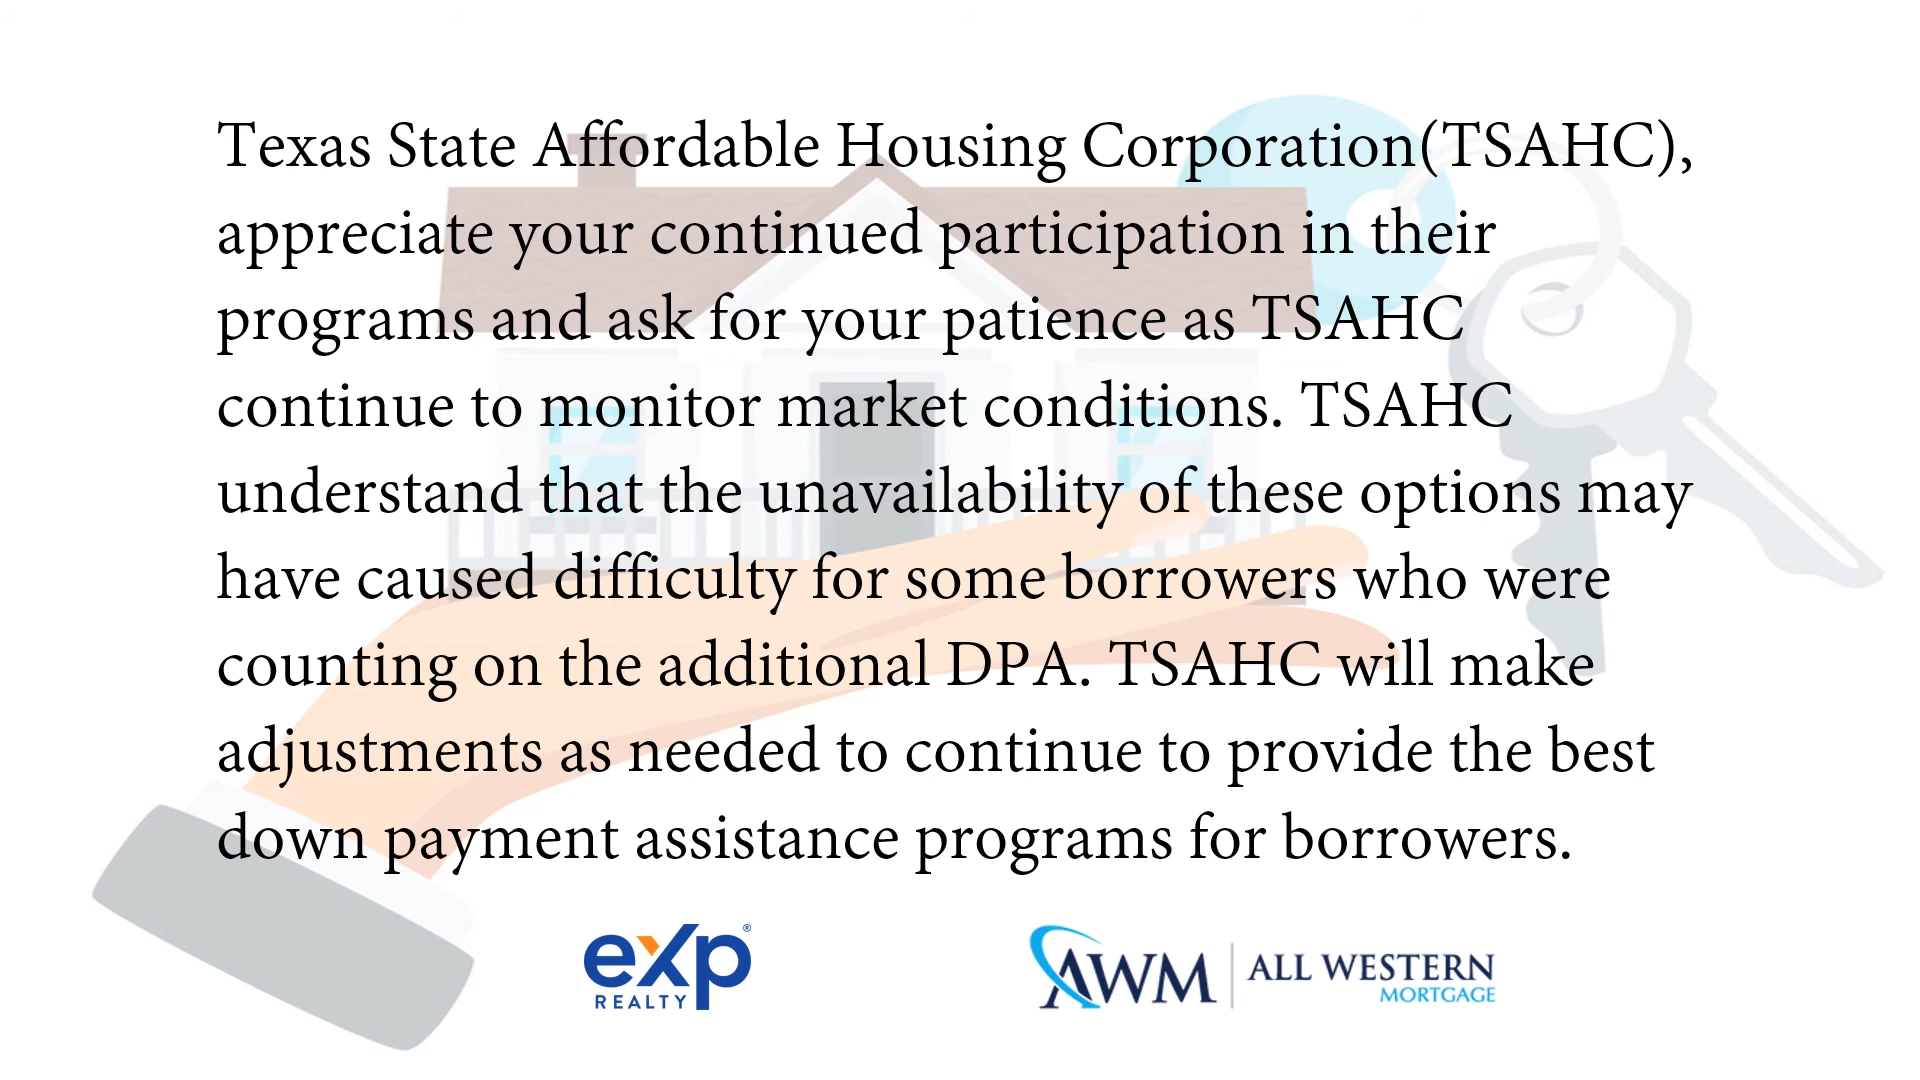 Texas State Affordable Housing Corporation(TSAHC),
appreciate your continued participation in their
programs and ask for your patience as TSAHC
continue to monitor market conditions. TSAHC
understand that the unavailability of these options may
have caused difficulty for some borrowers who were
counting on the additional DPA. TSAHC will make
adjustments as needed to continue to provide the best
down payment assistance programs for borrowers.
eXp®
REALTY
AWM | ALL WESTERN
MORTGAGE